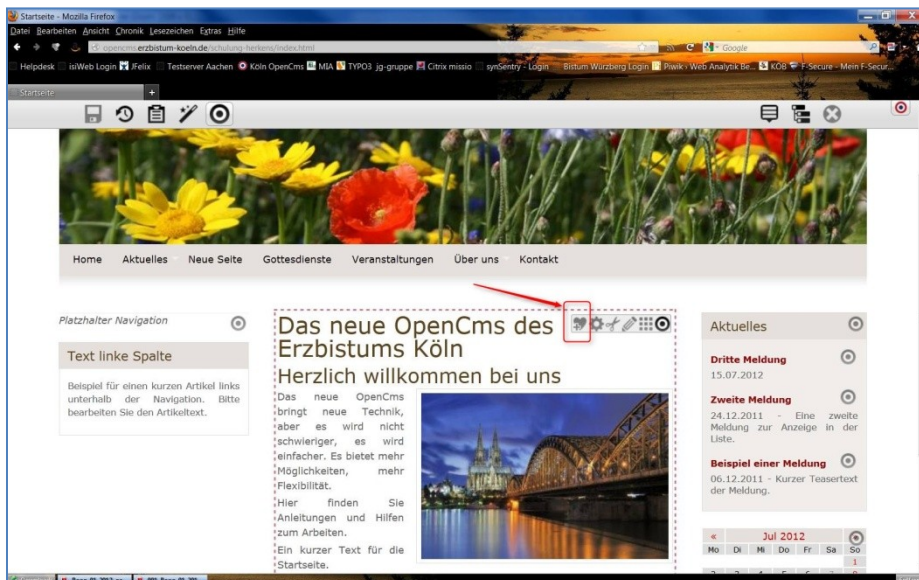 Startseite - Mozilla Firefox
Datei Bearbeiten Ansicht Chronik Lesezeichen Extras Hilfe
opencms.erzbistum-koeln.de/schulung-herkens/index.html
Google
Helpdesk isiWeb Login JFelix Testserver Aachen Köln OpenCms MIA TYPO3 jg-gruppe Citrix missio synSentry - Login Bistum Würzburg Login Piwik › Web Analytik Be... KÖB F-Secure - Mein F-Secur...
Startseite
Home Aktuelles Neue Seite Gottesdienste Veranstaltungen Über uns Kontakt
Platzhalter Navigation
Text linke Spalte
Beispiel für einen kurzen Artikel links
unterhalb der Navigation. Bitte
bearbeiten Sie den Artikeltext.
Das neue OpenCms des
Erzbistums Köln
Herzlich willkommen bei uns
Das neue OpenCms
bringt neue Technik,
aber es wird nicht
schwieriger, es wird
einfacher. Es bietet mehr
Möglichkeiten, mehr
Flexibilität.
Hier finden Sie
Anleitungen und Hilfen
zum Arbeiten.
Ein kurzer Text für die
Startseite.
Aktuelles
Dritte Meldung
15.07.2012
Zweite Meldung
24.12.2011 - Eine zweite
Meldung zur Anzeige in der
Liste.
Beispiel einer Meldung
06.12.2011 - Kurzer Teasertext
der Meldung.
« Jul 2012
Mo Di Mi Do Fr Sa So
1